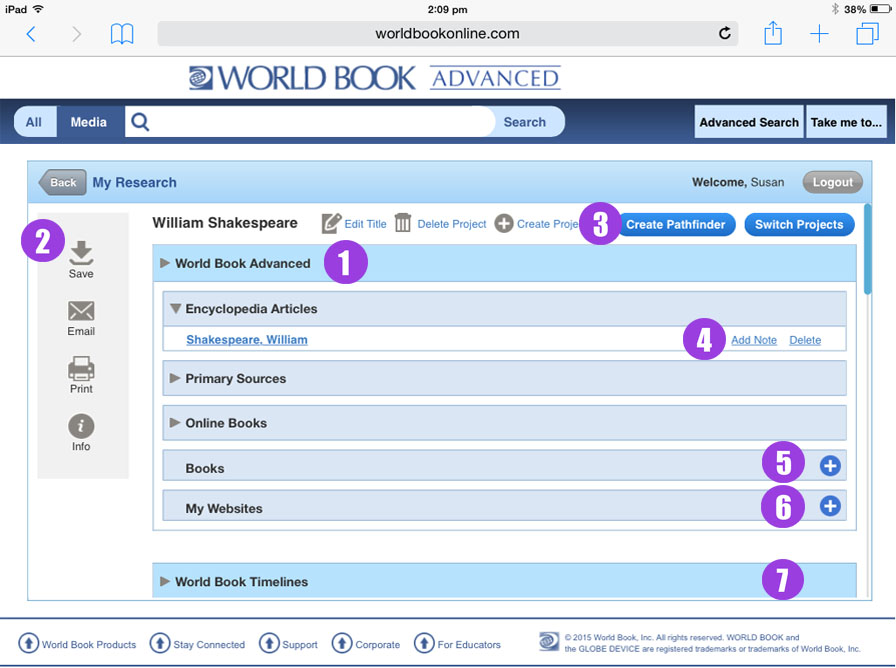 iPad 2:09 pm 38%
worldbookonline.com
WORLD BOOK ADVANCED
All Media Search Advanced Search Take me to...
Back My Research Welcome, Susan Logout
William Shakespeare Edit Title Delete Project Create Proje 3 Create Pathfinder Switch Projects
2
Save
Email
Print
i
Info
World Book Advanced 1
Encyclopedia Articles
Shakespeare, William 4 Add Note Delete
Primary Sources
Online Books
Books 5
My Websites 6
World Book Timelines 7
World Book Products Stay Connected Support Corporate For Educators
© 2015 World Book, Inc. All rights reserved. WORLD BOOK and
the GLOBE DEVICE are registered trademarks or trademarks of World Book, Inc.